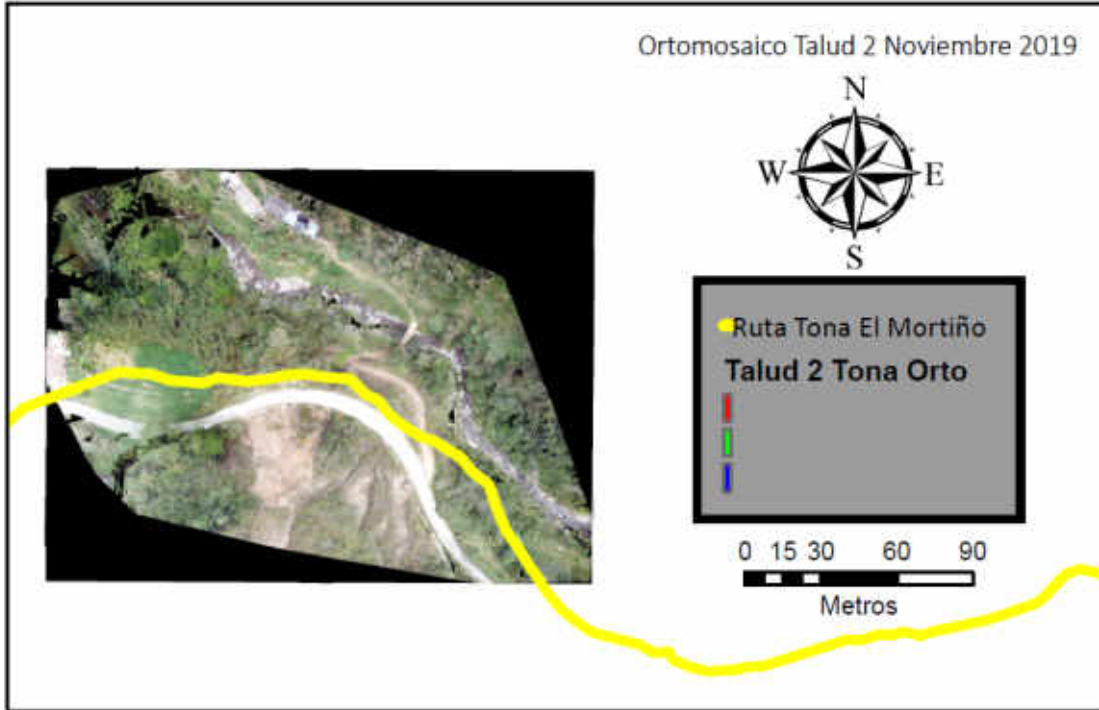 Ortomosaico Talud 2 Noviembre 2019
N
W E
S
Ruta Tona El Mortiño
Talud 2 Tona Orto
0 15 30 60 90
Metros